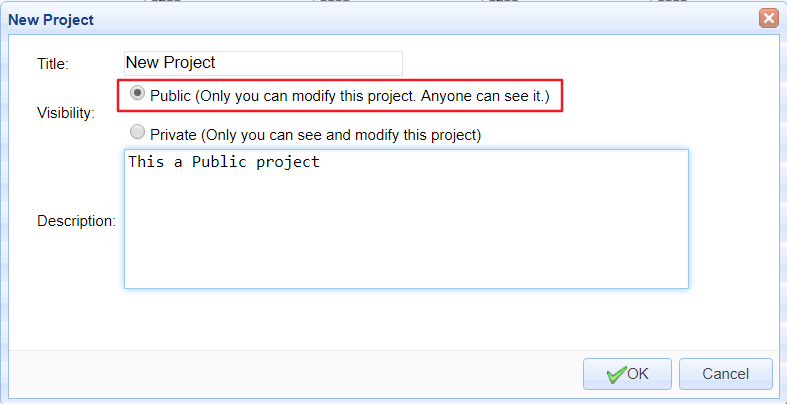 New Project
Title: New Project
Public (Only you can modify this project. Anyone can see it.)
Visibility:
Private (Only you can see and modify this project)
This a Public project
Description:
OK Cancel